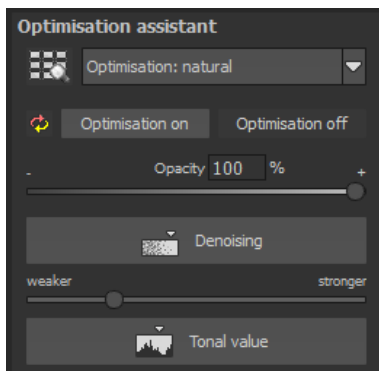 Optimisation assistant
Optimisation: natural
Optimisation on Optimisation off
- Opacity 100 % +
Denoising
weaker stronger
Tonal value